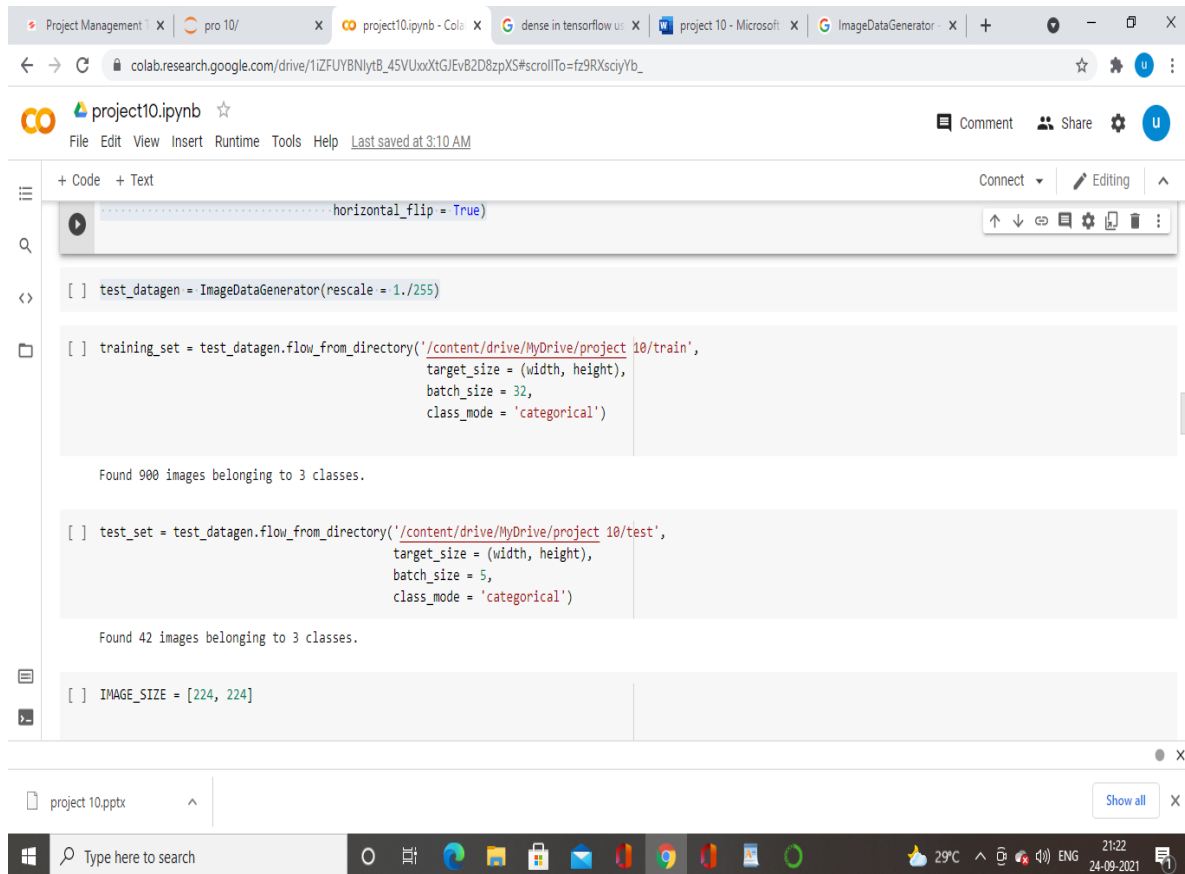 Project Management T
pro 10/
project10.ipynb - Cola
dense in tensorflow us
project 10 - Microsoft
ImageDataGenerator -
colab.research.google.com/drive/1iZFUYBNlytB_45VUxxXtGJEvB2D8zpXS#scrollTo=fz9RXsciyYb_
u
project10.ipynb
Comment
Share
u
File Edit View Insert Runtime Tools Help Last saved at 3:10 AM
+ Code + Text
Connect
Editing
horizontal_flip = True)
[ ] test_datagen = ImageDataGenerator(rescale = 1./255)
[ ] training_set = test_datagen.flow_from_directory('/content/drive/MyDrive/project 10/train',
target_size = (width, height),
batch_size = 32,
class_mode = 'categorical')
Found 900 images belonging to 3 classes.
[ ] test_set = test_datagen.flow_from_directory('/content/drive/MyDrive/project 10/test',
target_size = (width, height),
batch_size = 5,
class_mode = 'categorical')
Found 42 images belonging to 3 classes.
[ ] IMAGE_SIZE = [224, 224]
project 10.pptx
Show all
Type here to search
29°C
ENG
21:22
24-09-2021